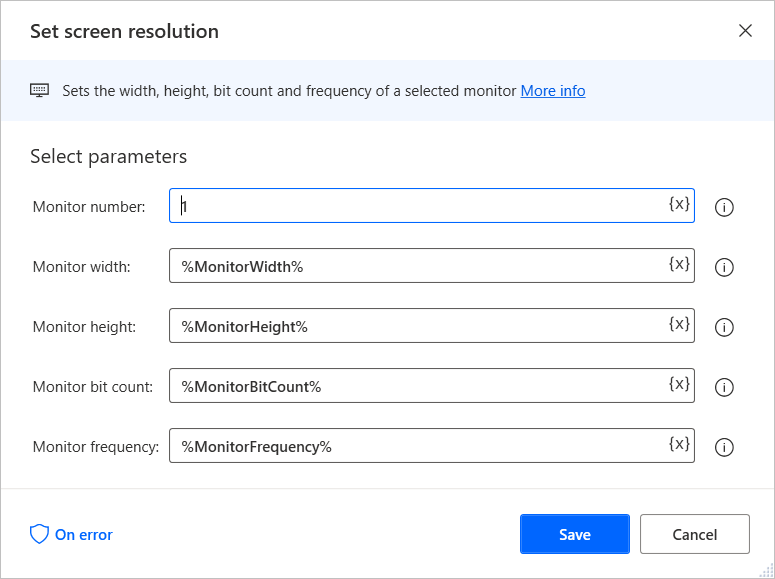 Set screen resolution
Sets the width, height, bit count and frequency of a selected monitor More info
Select parameters
Monitor number: 1 {x}
Monitor width: %MonitorWidth% {x}
Monitor height: %MonitorHeight% {x}
Monitor bit count: %MonitorBitCount% {x}
Monitor frequency: %MonitorFrequency% {x}
On error Save Cancel